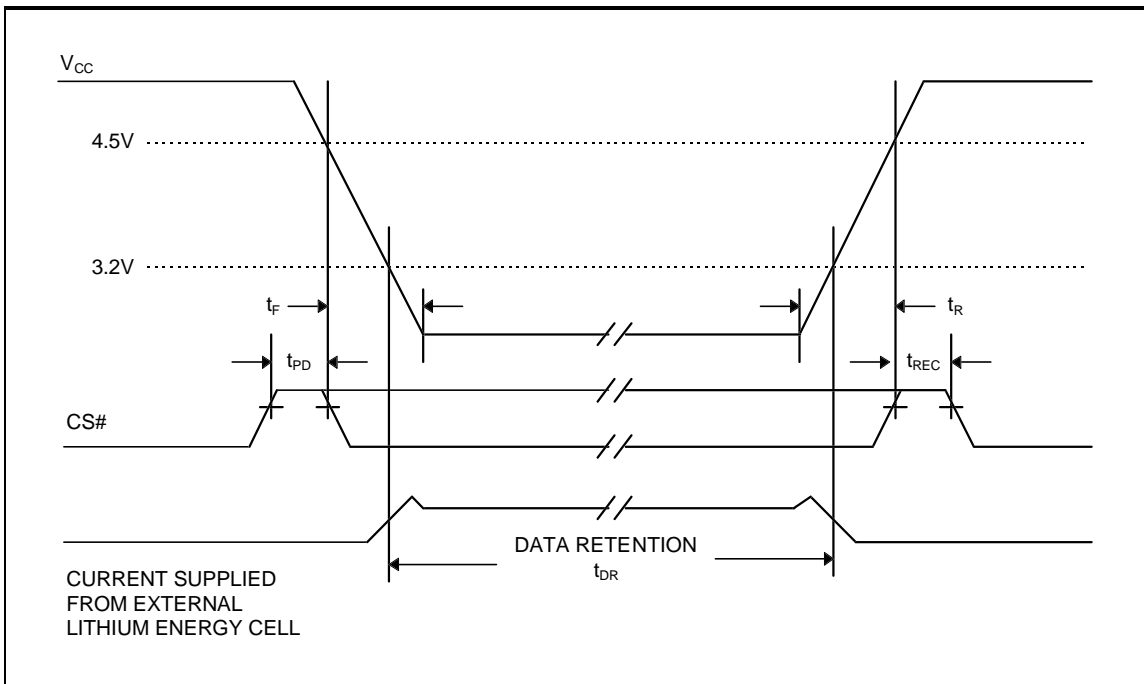 VCC
4.5V
3.2V
tF
tR
tPD
tREC
CS#
DATA RETENTION
tDR
CURRENT SUPPLIED
FROM EXTERNAL
LITHIUM ENERGY CELL